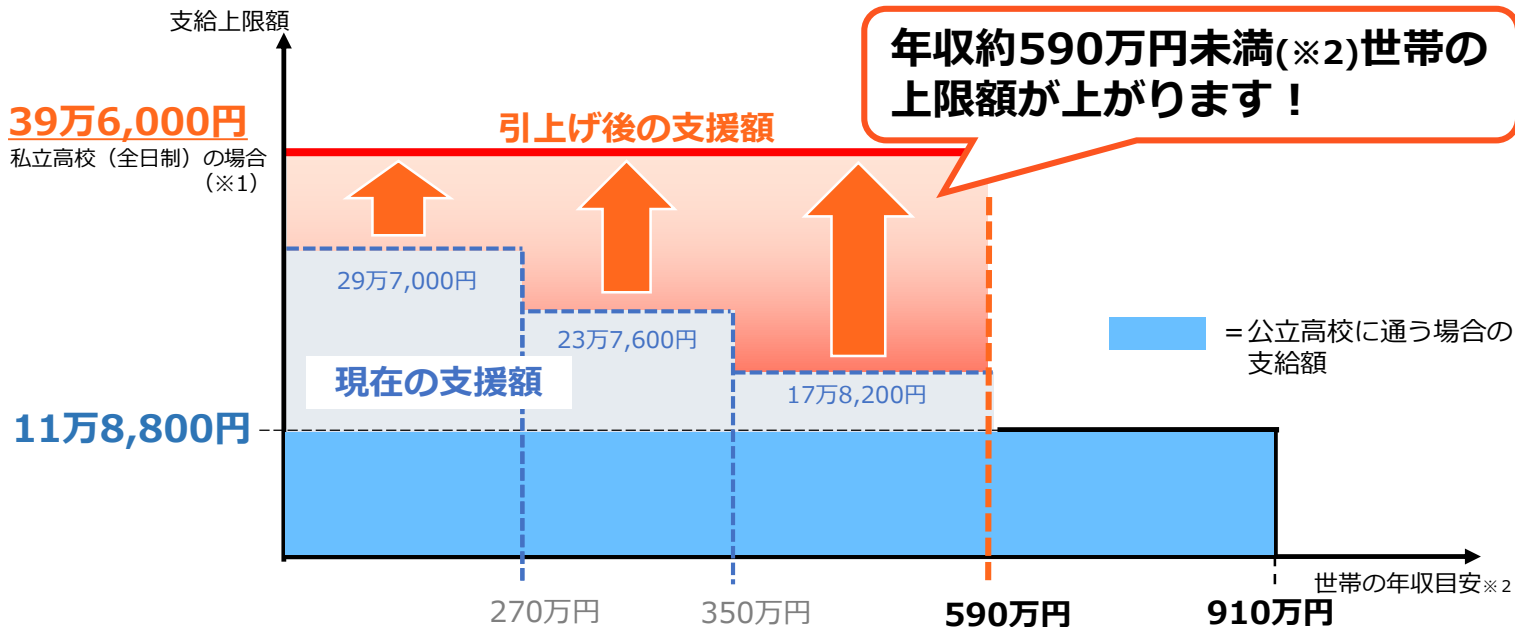 支給上限額
年収約590万円未満(※2)世帯の
上限額が上がります！
39万6,000円
私立高校（全日制）の場合
（※1）
引上げ後の支援額
29万7,000円
23万7,600円
17万8,200円
現在の支援額
＝公立高校に通う場合の
支給額
11万8,800円
世帯の年収目安※2
270万円
350万円
590万円
910万円